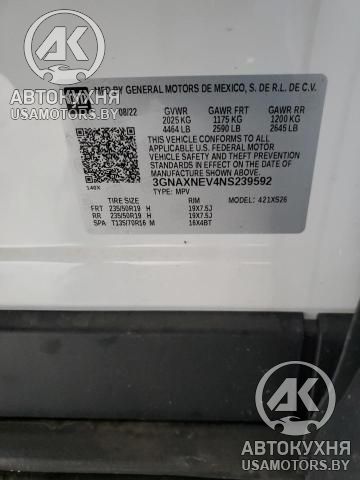 MFD BY GENERAL MOTORS DE MEXICO, S. DE R.L. DE C.V.
08/22 GVWR GAWR FRT GAWR RR
2025 KG 1175 KG 1200 KG
4464 LB 2590 LB 2645 LB
THIS VEHICLE CONFORMS TO ALL
APPLICABLE U.S. FEDERAL MOTOR
VEHICLE SAFETY, BUMPER, AND THEFT
PREVENTION STANDARDS IN EFFECT ON
THE DATE OF MANUFACTURE SHOWN ABOVE.
3GNAXNEV4NS239592
TYPE: MPV
140X
TIRE SIZE RIM MODEL: 421XS26
FRT 235/50R19 H 19X7.5J
RR 235/50R19 H 19X7.5J
SPA T135/70R16 M 16X4BT
АК
АВТОКУХНЯ
USAMOTORS.BY
АК
АВТОКУХНЯ
USAMOTORS.BY